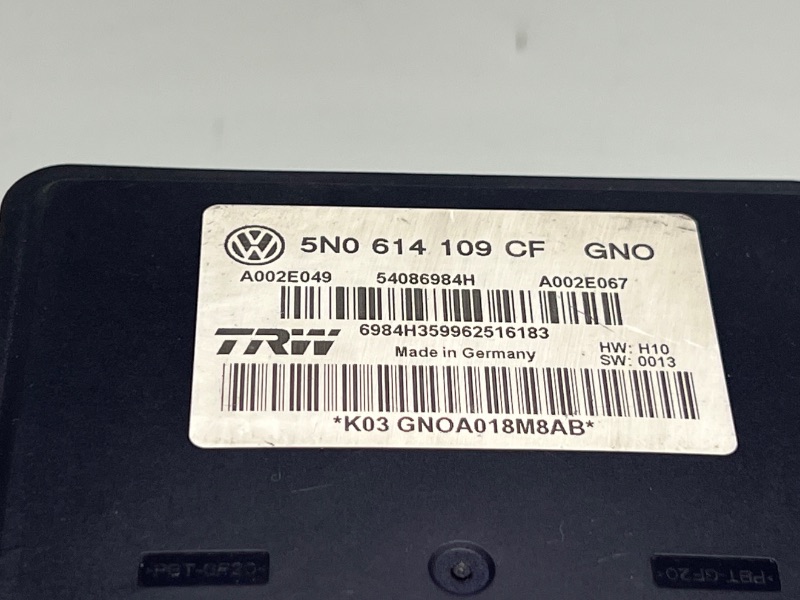 5N0 614 109 CF GNO
A002E049 54086984H A002E067
6984H359962516183
TRW Made in Germany HW: H10
SW: 0013
*K03 GNOA018M8AB*
-PBT-GF20- -PBT-GF20-